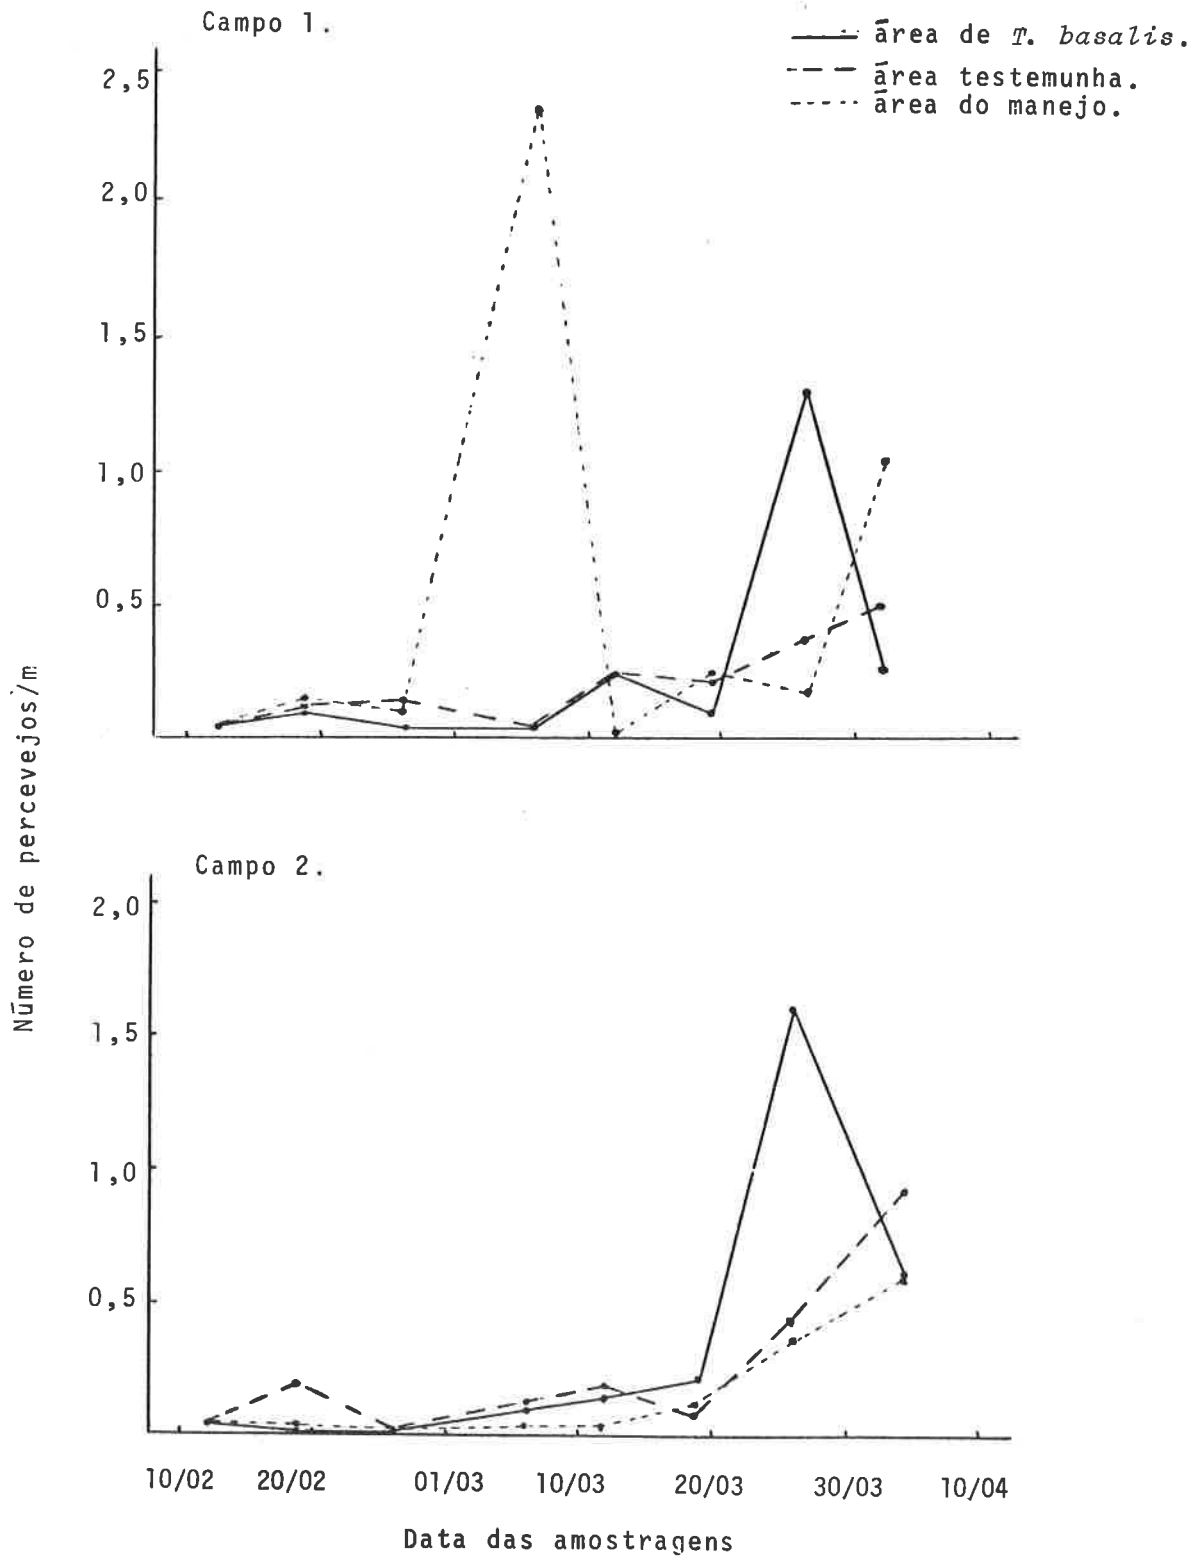 Campo 1.
área de T. basalis.
área testemunha.
área do manejo.
2,5
2,0
1,5
1,0
0,5
Número de percevejos/m
Campo 2.
2,0
1,5
1,0
0,5
10/02 20/02 01/03 10/03 20/03 30/03 10/04
Data das amostragens